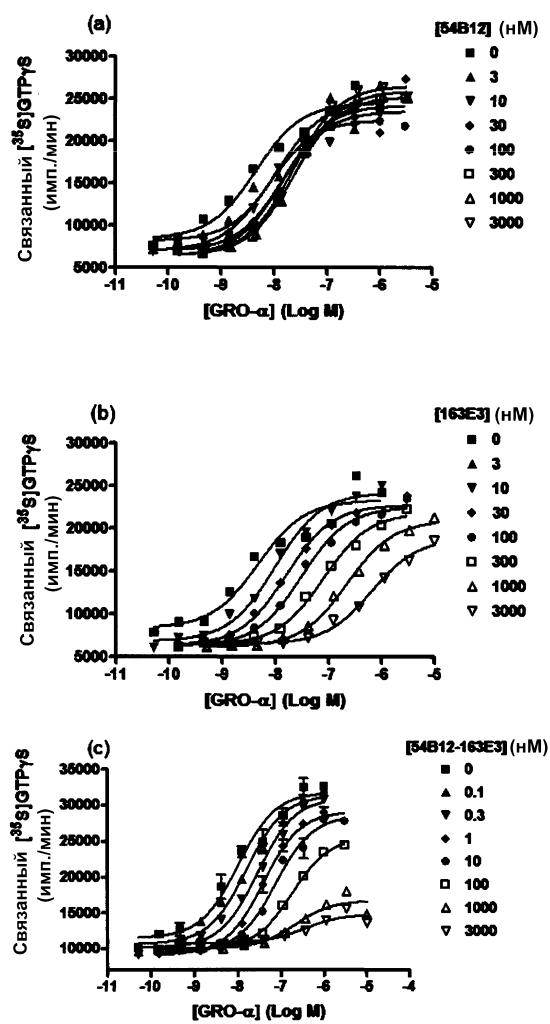 (a)
[54B12] (нМ)
0
3
10
30
100
300
1000
3000
Связанный [35S]GTPγS
(имп./мин)
30000
25000
20000
15000
10000
5000
-11 -10 -9 -8 -7 -6 -5
[GRO-α] (Log M)
(b)
[163E3] (нМ)
0
3
10
30
100
300
1000
3000
Связанный [35S]GTPγS
(имп./мин)
30000
25000
20000
15000
10000
5000
-11 -10 -9 -8 -7 -6 -5
[GRO-α] (Log M)
(c)
[54B12-163E3] (нМ)
0
0.1
0.3
1
10
100
1000
3000
Связанный [35S]GTPγS
(имп./мин)
35000
30000
25000
20000
15000
10000
-11 -10 -9 -8 -7 -6 -5 -4
[GRO-α] (Log M)